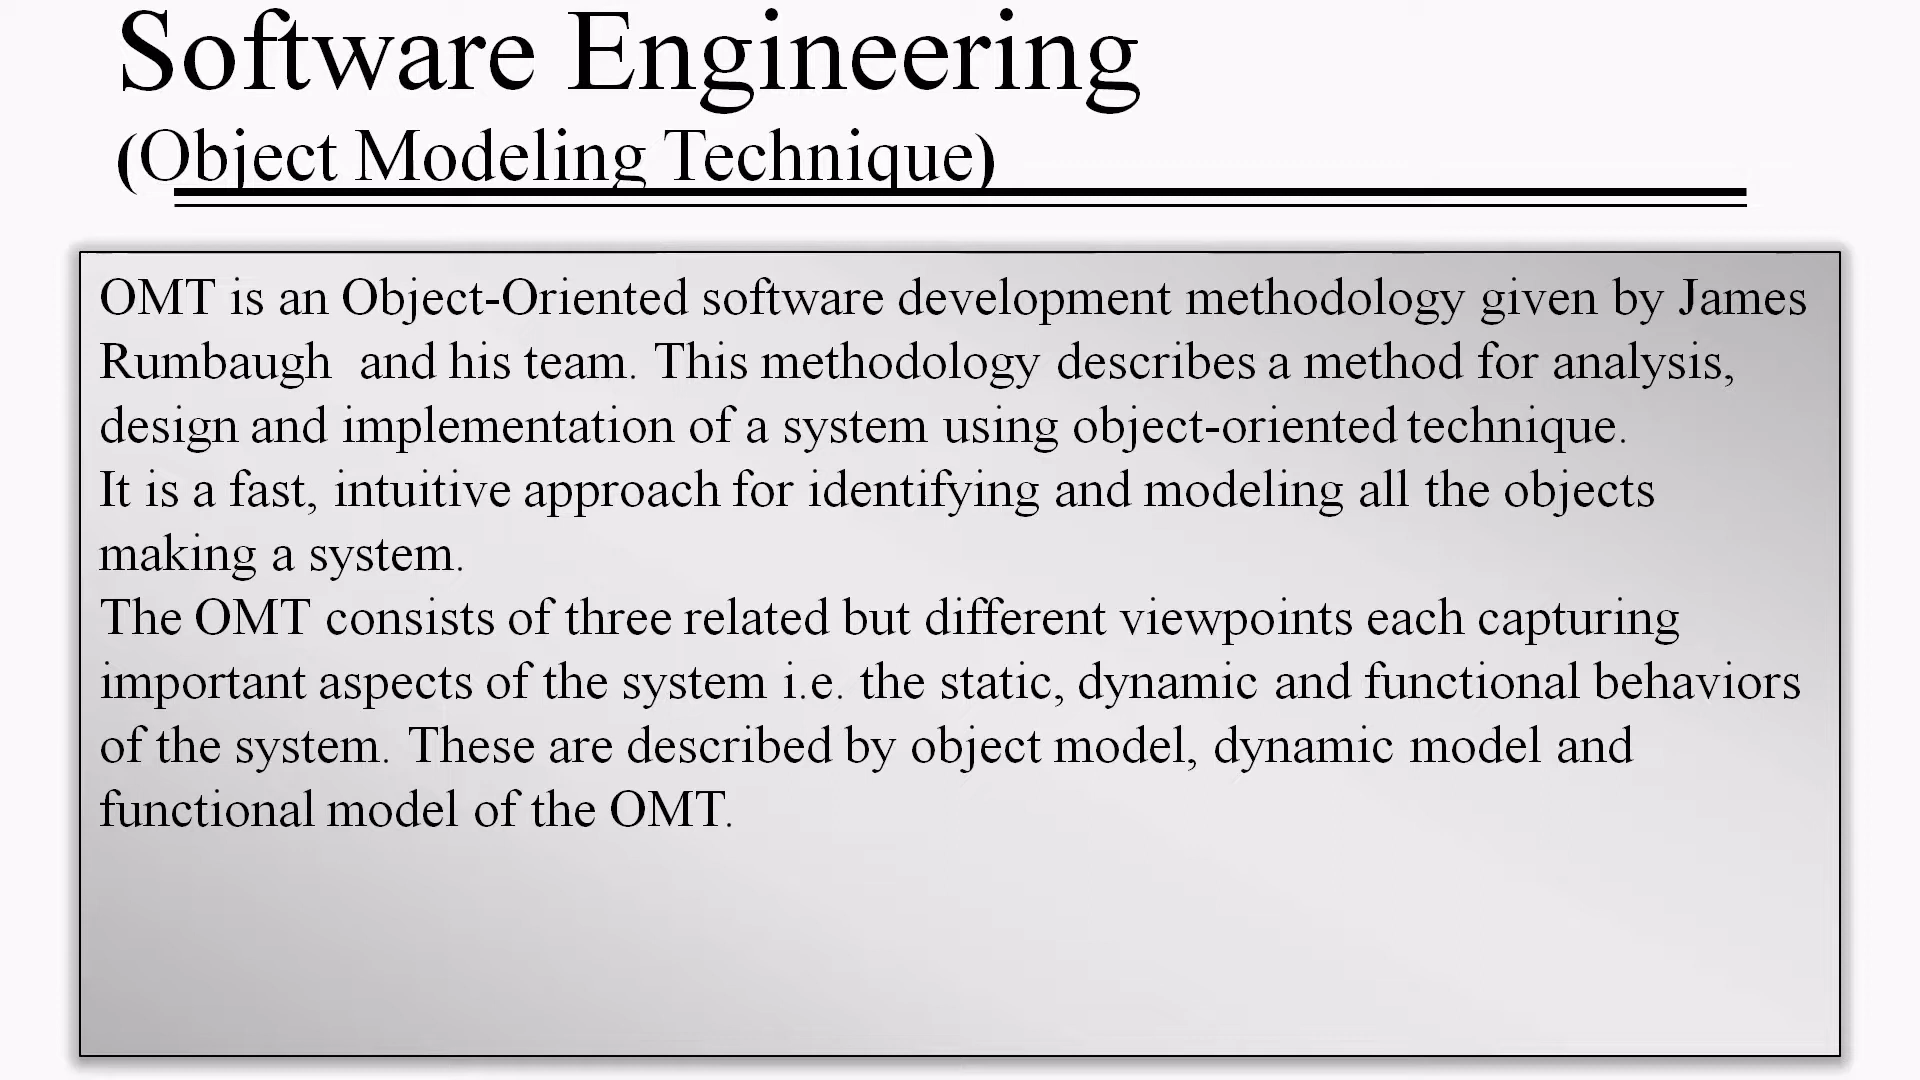 Software Engineering
(Object Modeling Technique)
OMT is an Object-Oriented software development methodology given by James
Rumbaugh and his team. This methodology describes a method for analysis,
design and implementation of a system using object-oriented technique.
It is a fast, intuitive approach for identifying and modeling all the objects
making a system.
The OMT consists of three related but different viewpoints each capturing
important aspects of the system i.e. the static, dynamic and functional behaviors
of the system. These are described by object model, dynamic model and
functional model of the OMT.